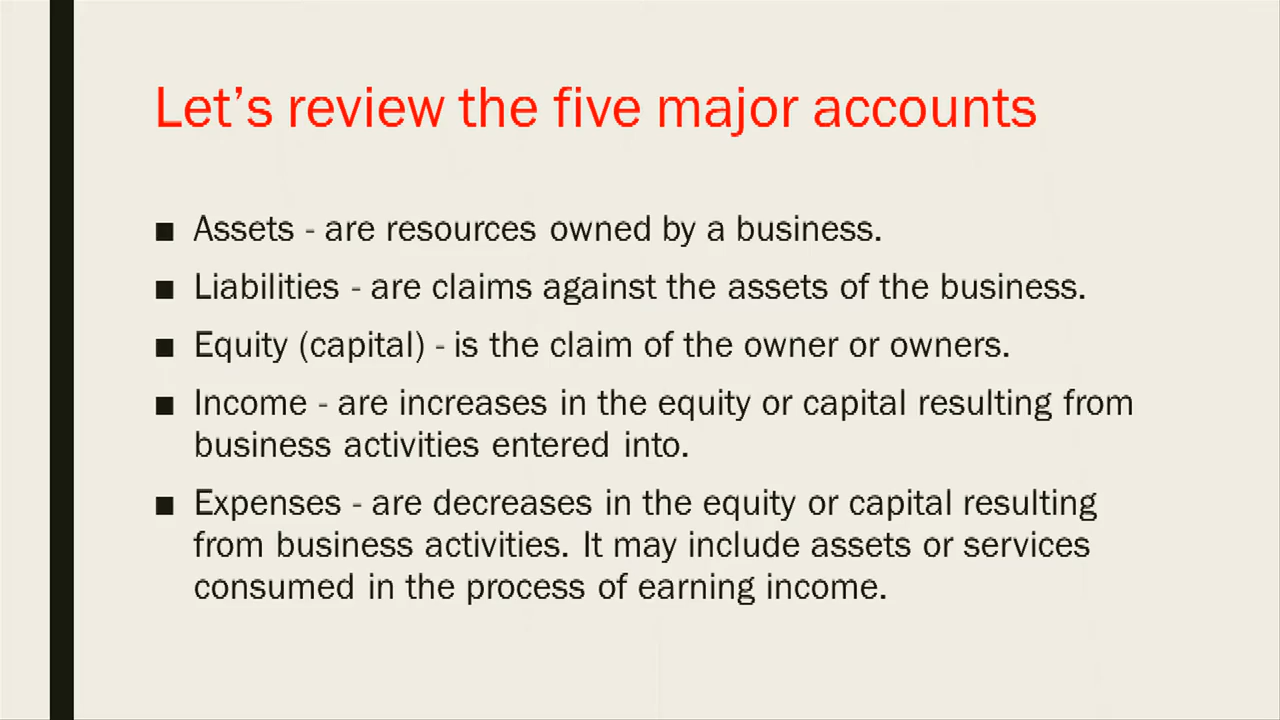 Let’s review the five major accounts
■ Assets - are resources owned by a business.
■ Liabilities - are claims against the assets of the business.
■ Equity (capital) - is the claim of the owner or owners.
■ Income - are increases in the equity or capital resulting from
business activities entered into.
■ Expenses - are decreases in the equity or capital resulting
from business activities. It may include assets or services
consumed in the process of earning income.